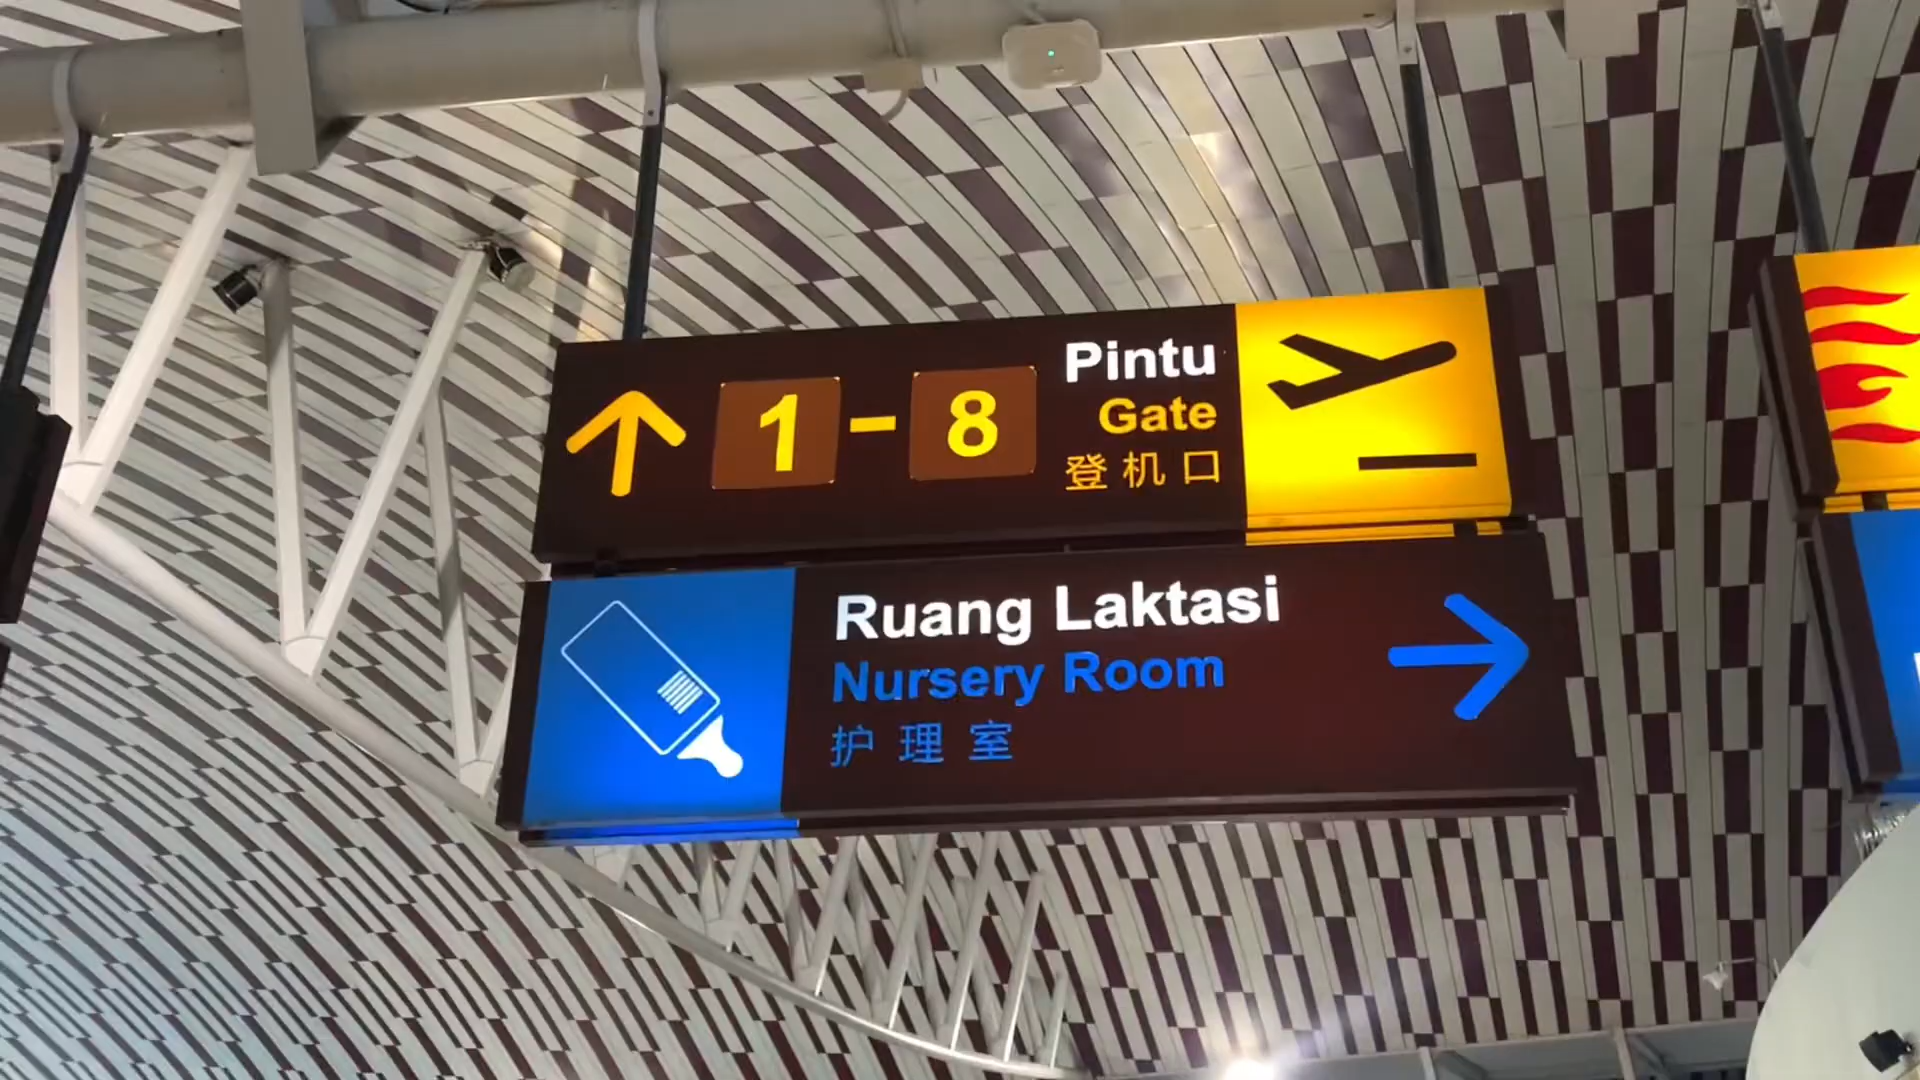 1 - 8
Pintu
Gate
登机口
Ruang Laktasi
Nursery Room
护理室